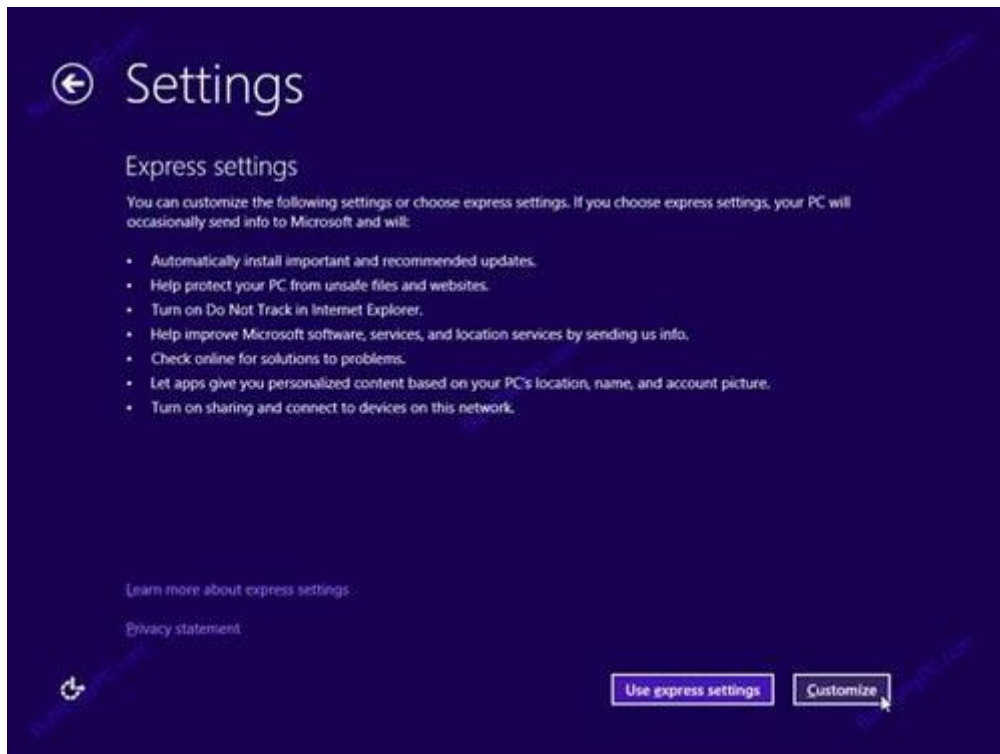 Settings
Express settings
You can customize the following settings or choose express settings. If you choose express settings, your PC will
occasionally send info to Microsoft and will:
• Automatically install important and recommended updates.
• Help protect your PC from unsafe files and websites.
• Turn on Do Not Track in Internet Explorer.
• Help improve Microsoft software, services, and location services by sending us info.
• Check online for solutions to problems.
• Let apps give you personalized content based on your PC's location, name, and account picture.
• Turn on sharing and connect to devices on this network.
Learn more about express settings
Privacy statement
Use express settings
Customize